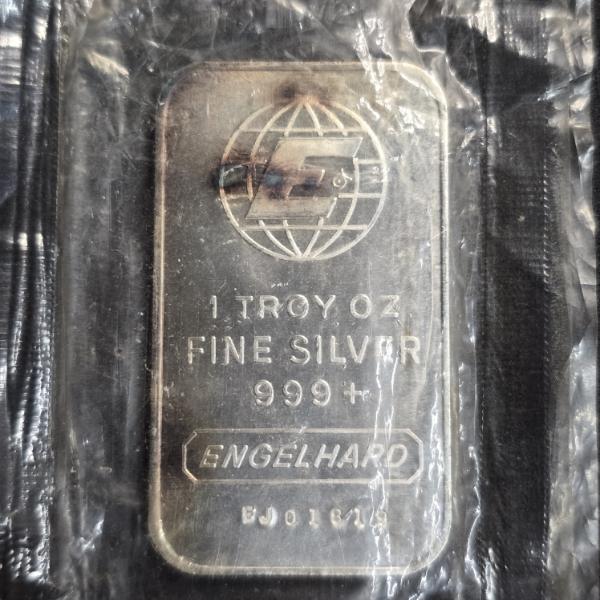 E
1 TROY OZ
FINE SILVER
999+
ENGELHARD